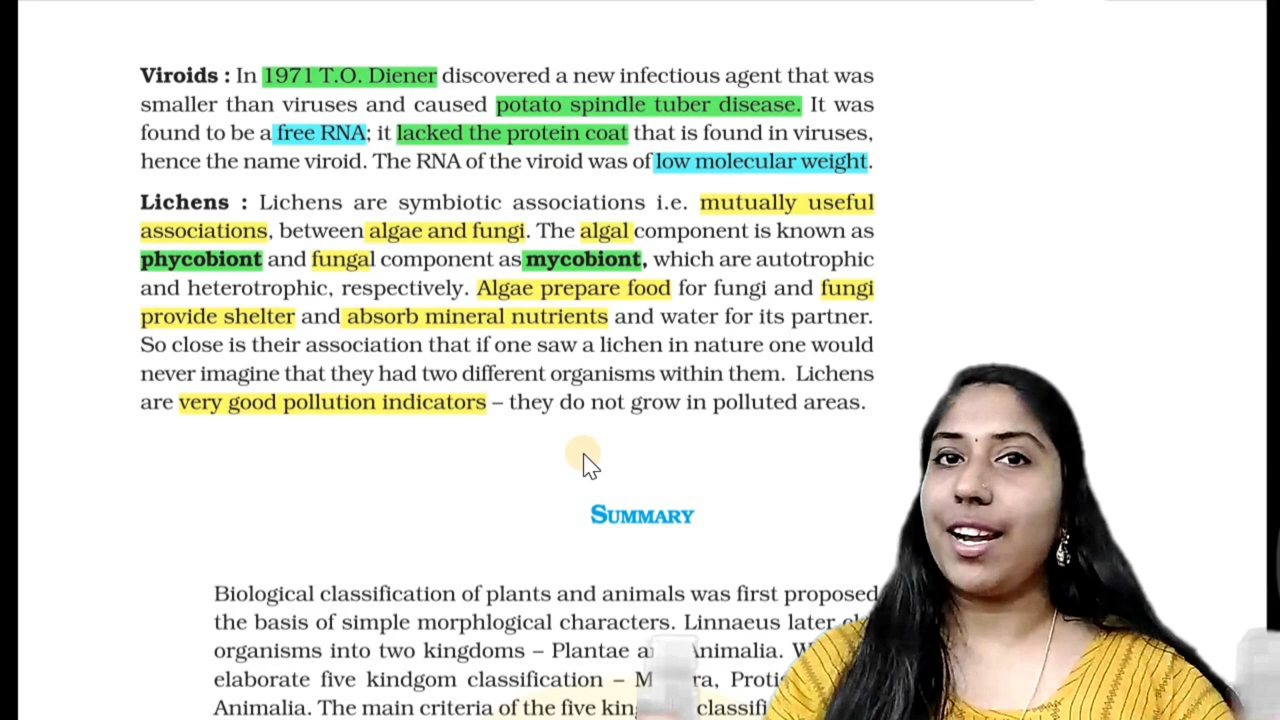 Viroids : In 1971 T.O. Diener discovered a new infectious agent that was
smaller than viruses and caused potato spindle tuber disease. It was
found to be a free RNA; it lacked the protein coat that is found in viruses,
hence the name viroid. The RNA of the viroid was of low molecular weight.
Lichens : Lichens are symbiotic associations i.e. mutually useful
associations, between algae and fungi. The algal component is known as
phycobiont and fungal component as mycobiont, which are autotrophic
and heterotrophic, respectively. Algae prepare food for fungi and fungi
provide shelter and absorb mineral nutrients and water for its partner.
So close is their association that if one saw a lichen in nature one would
never imagine that they had two different organisms within them. Lichens
are very good pollution indicators – they do not grow in polluted areas.
SUMMARY
Biological classification of plants and animals was first proposed
the basis of simple morphlogical characters. Linnaeus later
organisms into two kingdoms – Plantae Animalia.
elaborate five kindgom classification –
Animalia. The main criteria of the five